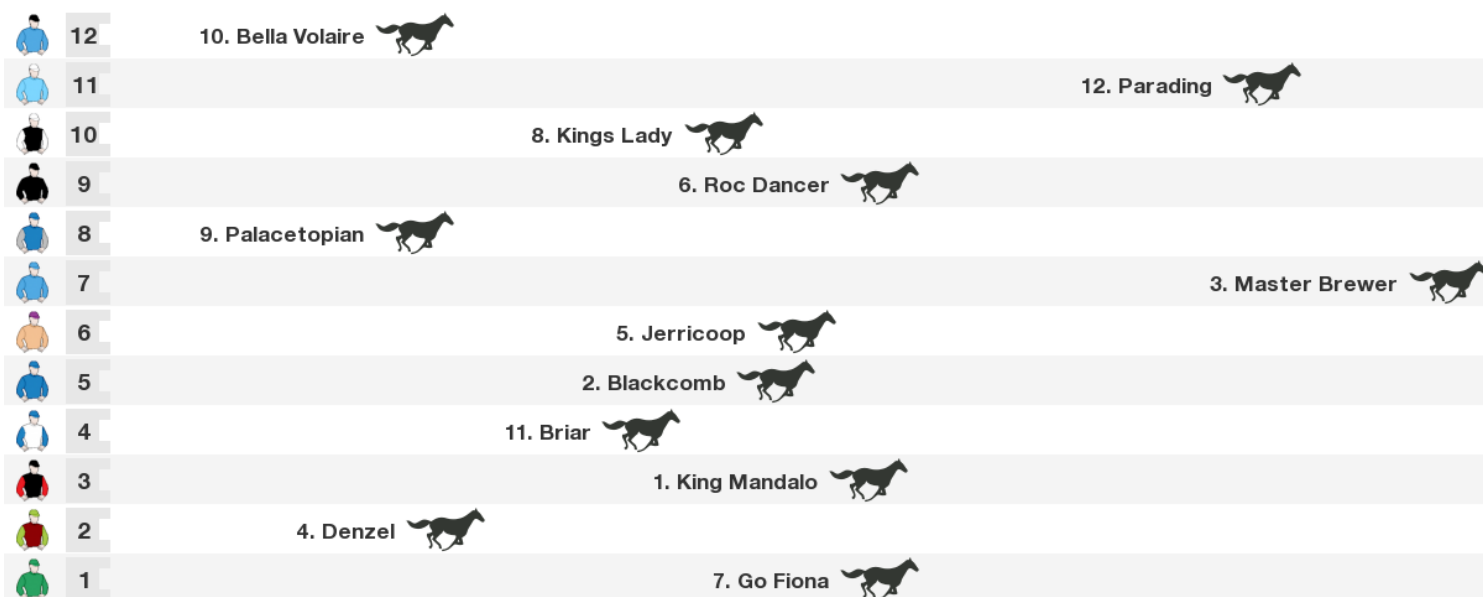 12 10. Bella Volaire
11 12. Parading
10 8. Kings Lady
9 6. Roc Dancer
8 9. Palacetopian
7 3. Master Brewer
6 5. Jerricoop
5 2. Blackcomb
4 11. Briar
3 1. King Mandalo
2 4. Denzel
1 7. Go Fiona